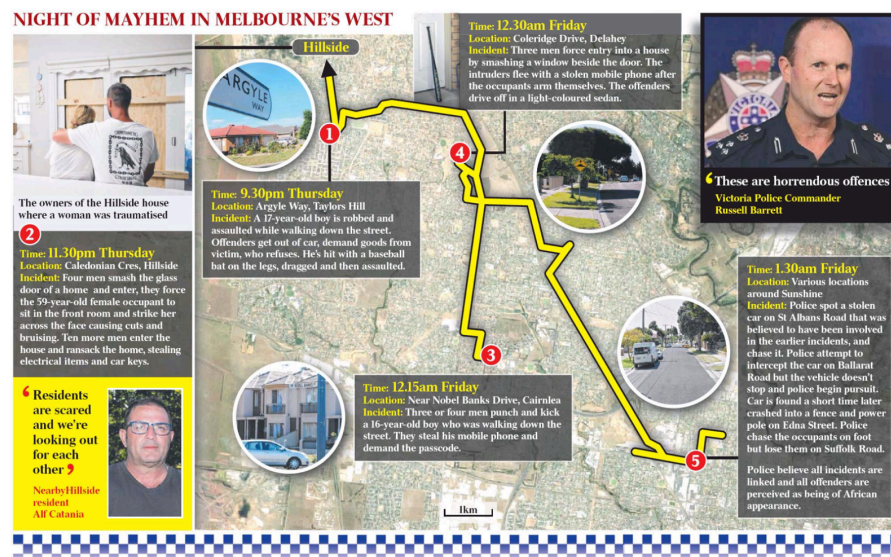 NIGHT OF MAYHEM IN MELBOURNE'S WEST
Hillside
ARGYLE
WAY
1
4
Time: 12.30am Friday
Location: Coleridge Drive, Delahey
Incident: Three men force entry into a house
by smashing a window beside the door. The
intruders flee with a stolen mobile phone after
the occupants arm themselves. The offenders
drive off in a light-coloured sedan.
VICTORIA
‘These are horrendous offences
Victoria Police Commander
Russell Barrett
The owners of the Hillside house
where a woman was traumatised
2
Time: 11.30pm Thursday
Location: Caledonian Cres, Hillside
Incident: Four men smash the glass
door of a home and enter, they force
the 59-year-old female occupant to
sit in the front room and strike her
across the face causing cuts and
bruising. Ten more men enter the
house and ransack the home, stealing
electrical items and car keys.
Time: 9.30pm Thursday
Location: Argyle Way, Taylors Hill
Incident: A 17-year-old boy is robbed and
assaulted while walking down the street.
Offenders get out of car, demand goods from
victim, who refuses. He's hit with a baseball
bat on the legs, dragged and then assaulted.
3
Time: 12.15am Friday
Location: Near Nobel Banks Drive, Cairnlea
Incident: Three or four men punch and kick
a 16-year-old boy who was walking down the
street. They steal his mobile phone and
demand the passcode.
Time: 1.30am Friday
Location: Various locations
around Sunshine
Incident: Police spot a stolen
car on St Albans Road that was
believed to have been involved
in the earlier incidents, and
chase it. Police attempt to
intercept the car on Ballarat
Road but the vehicle doesn't
stop and police begin pursuit.
Car is found a short time later
crashed into a fence and power
pole on Edna Street. Police
chase the occupants on foot
but lose them on Suffolk Road.
Police believe all incidents are
linked and all offenders are
perceived as being of African
appearance.
5
‘Residents
are scared
and we're
looking out
for each
other’
NearbyHillside
resident
Alf Catania
1km